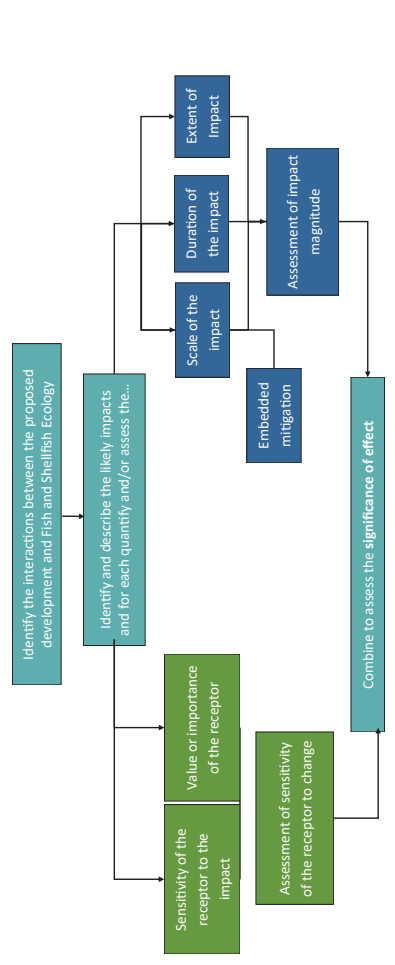 Identify the interactions between the proposed
development and Fish and Shellfish Ecology
Identify and describe the likely impacts
and for each quantify and/or assess the...
Sensitivity of the
receptor to the
impact
Value or importance
of the receptor
Scale of the
impact
Duration of
the impact
Extent of
Impact
Embedded
mitigation
Assessment of sensitivity
of the receptor to change
Assessment of impact
magnitude
Combine to assess the significance of effect